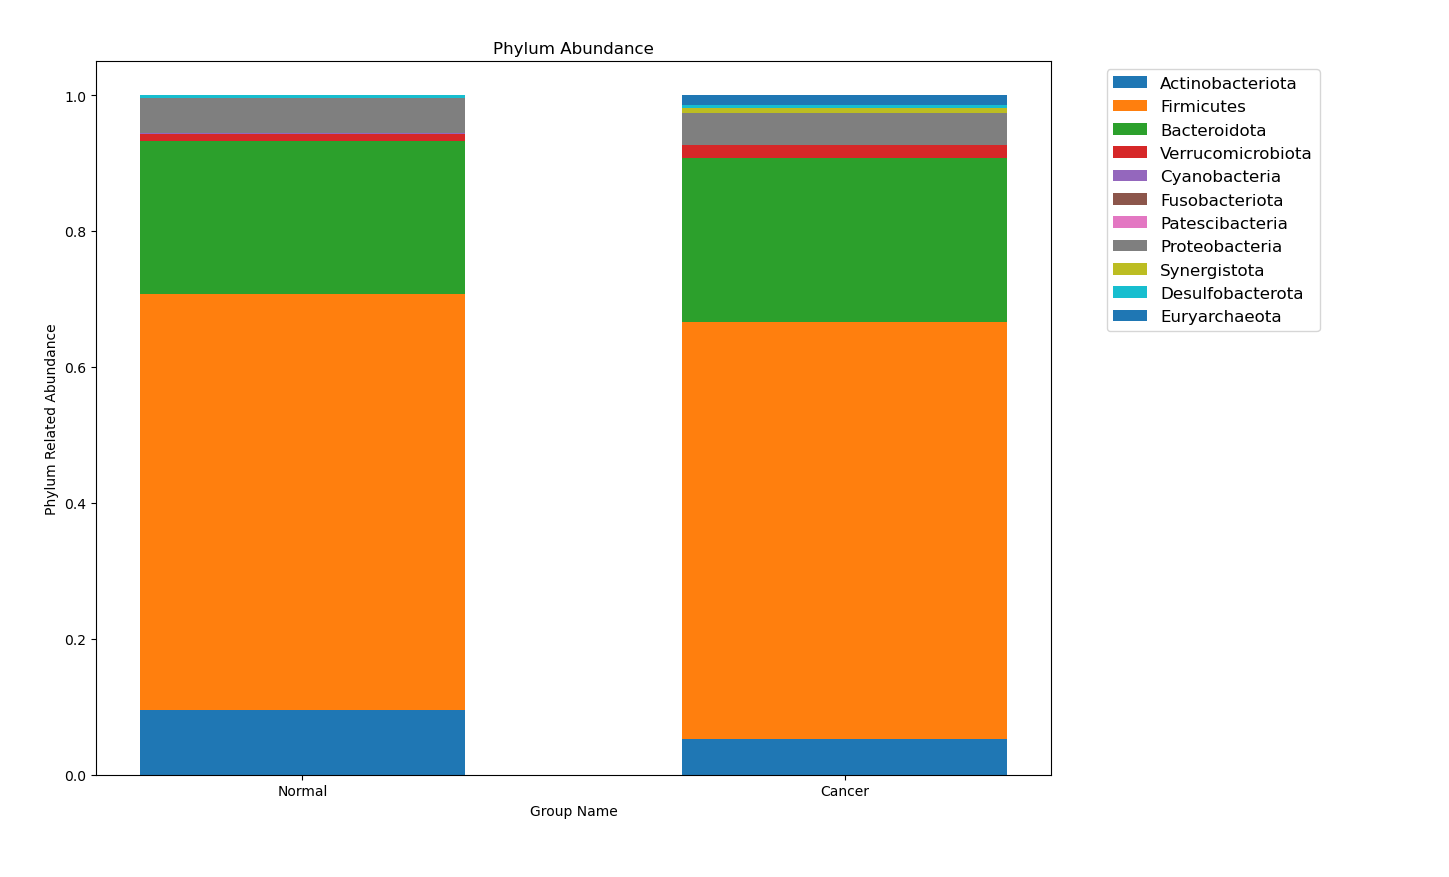 Phylum Abundance
1.0
0.8
0.6
0.4
0.2
0.0
Phylum Related Abundance
Normal
Cancer
Group Name
Actinobacteriota
Firmicutes
Bacteroidota
Verrucomicrobiota
Cyanobacteria
Fusobacteriota
Patescibacteria
Proteobacteria
Synergistota
Desulfobacterota
Euryarchaeota